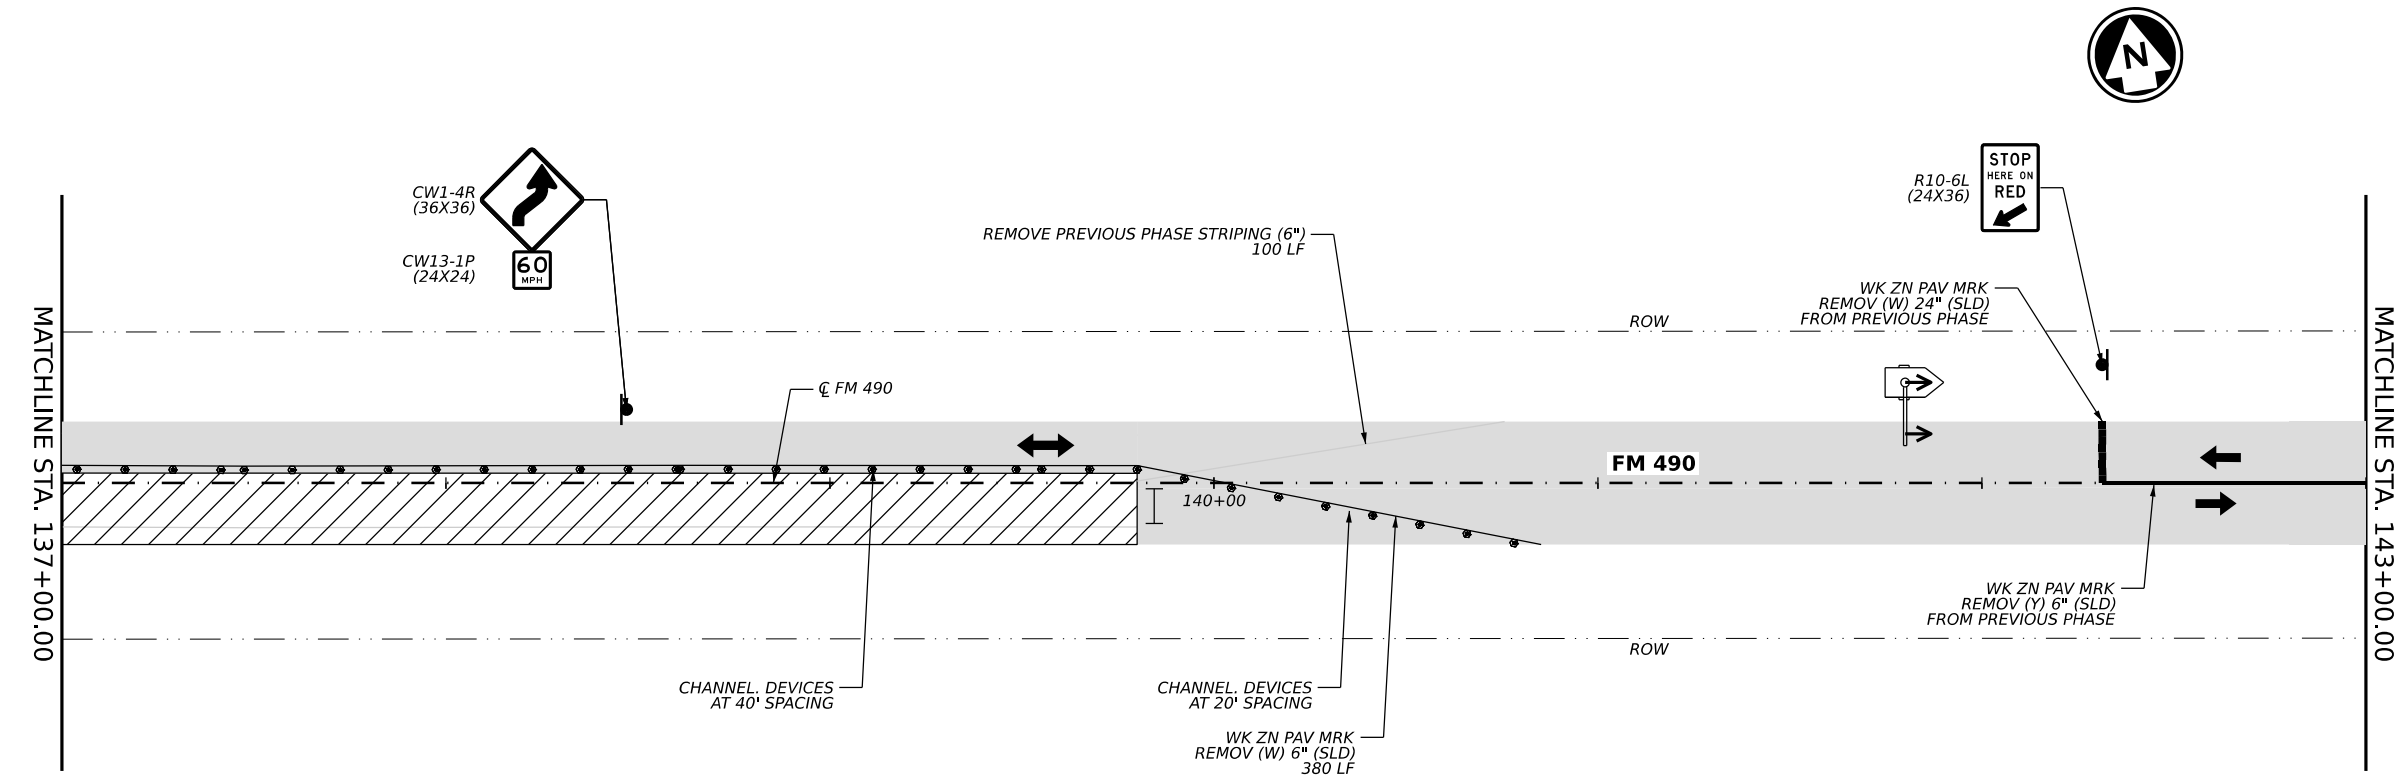 N
STOP
HERE ON
RED
R10-6L
(24X36)
CW1-4R
(36X36)
CW13-1P
(24X24)
60
MPH
REMOVE PREVIOUS PHASE STRIPING (6")
100 LF
WK ZN PAV MRK
REMOV (W) 24" (SLD)
FROM PREVIOUS PHASE
ROW
MATCHLINE STA. 137+00.00
MATCHLINE STA. 143+00.00
℄ FM 490
FM 490
140+00
WK ZN PAV MRK
REMOV (Y) 6" (SLD)
FROM PREVIOUS PHASE
ROW
CHANNEL. DEVICES
AT 40' SPACING
CHANNEL. DEVICES
AT 20' SPACING
WK ZN PAV MRK
REMOV (W) 6" (SLD)
380 LF